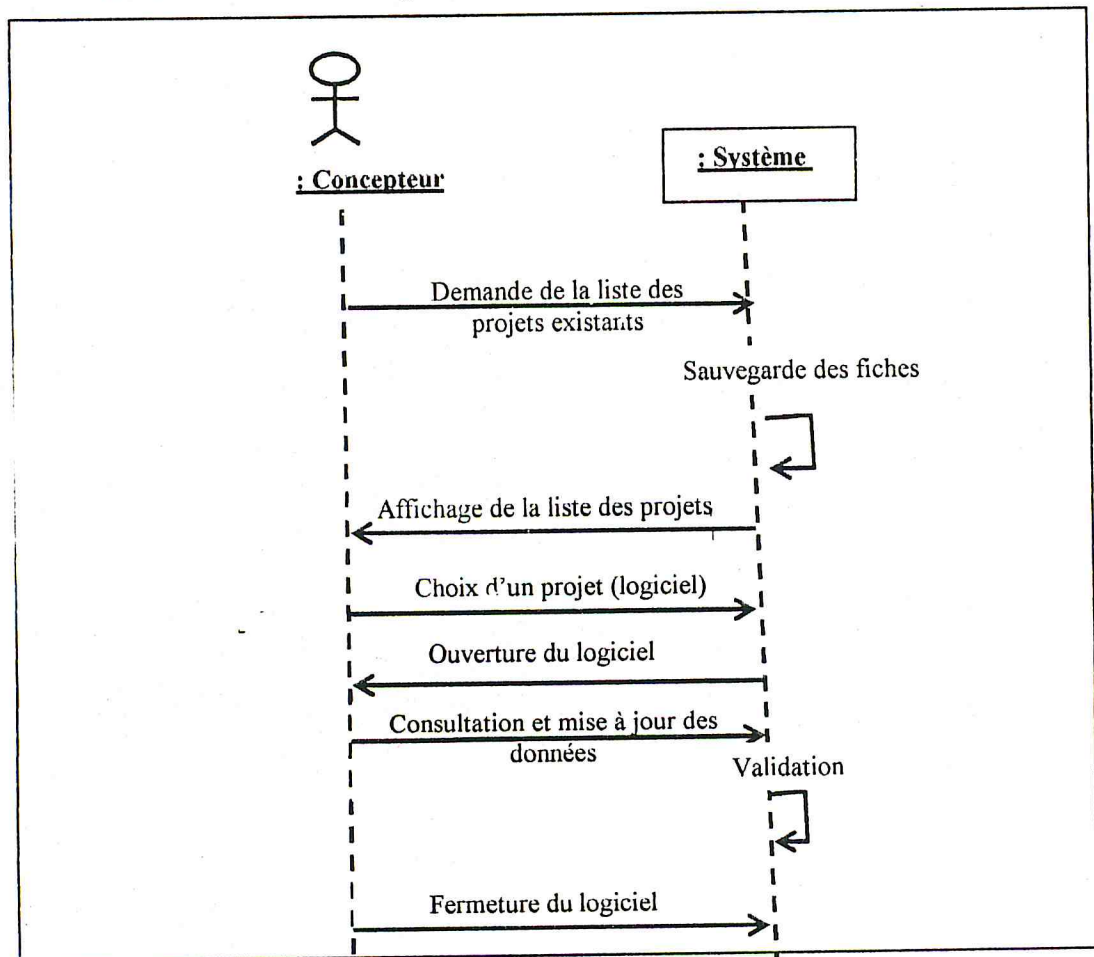 : Concepteur
: Système
Demande de la liste des
projets existants
Sauvegarde des fiches
Affichage de la liste des projets
Choix d'un projet (logiciel)
Ouverture du logiciel
Consultation et mise à jour des
données
Validation
Fermeture du logiciel